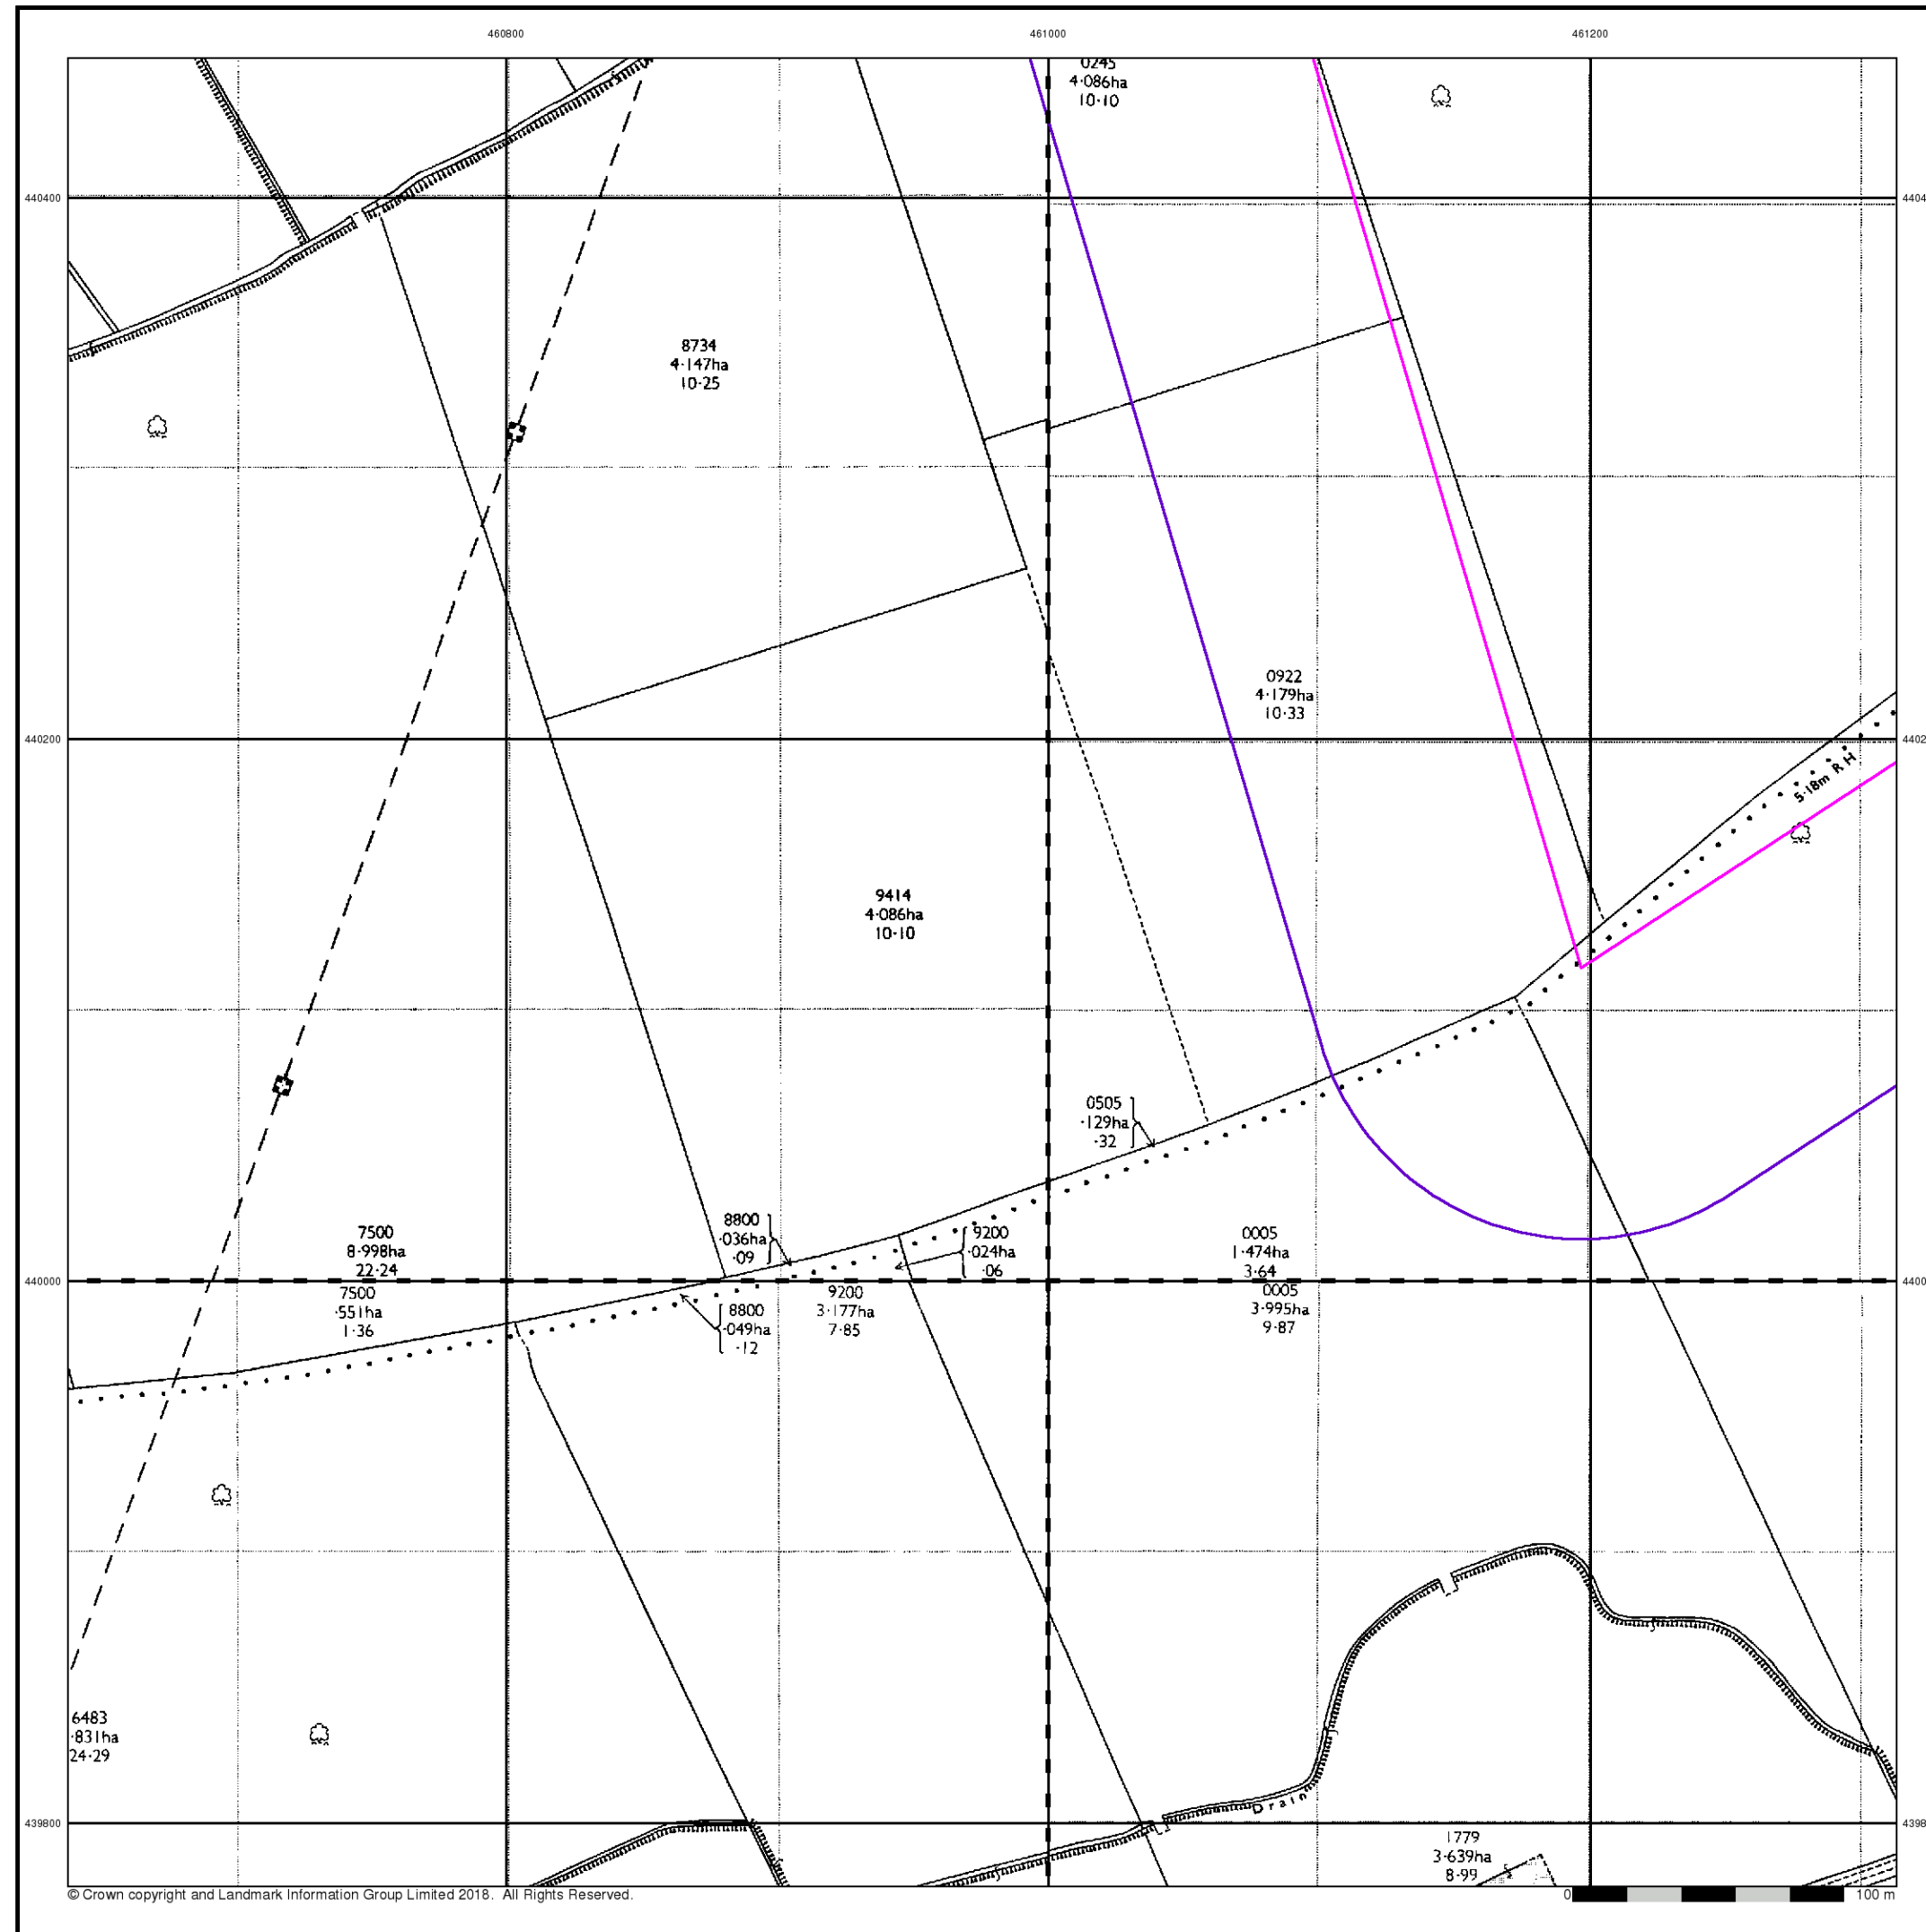 460800
461000
461200
0245
4·086ha
10·10
440400
4404
8734
4·147ha
10·25
0922
4·179ha
10·33
440200
4402
5·18m R H
9414
4·086ha
10·10
0505
·129ha
·32
8800
·036ha
·09
9200
·024ha
·06
7500
8·998ha
22·24
0005
1·474ha
3·64
440000
4400
7500
·551ha
1·36
8800
·049ha
·12
9200
3·177ha
7·85
0005
3·995ha
9·87
6483
·831ha
24·29
Drain
439800
4398
1779
3·639ha
8·99
© Crown copyright and Landmark Information Group Limited 2018. All Rights Reserved.
0
100 m